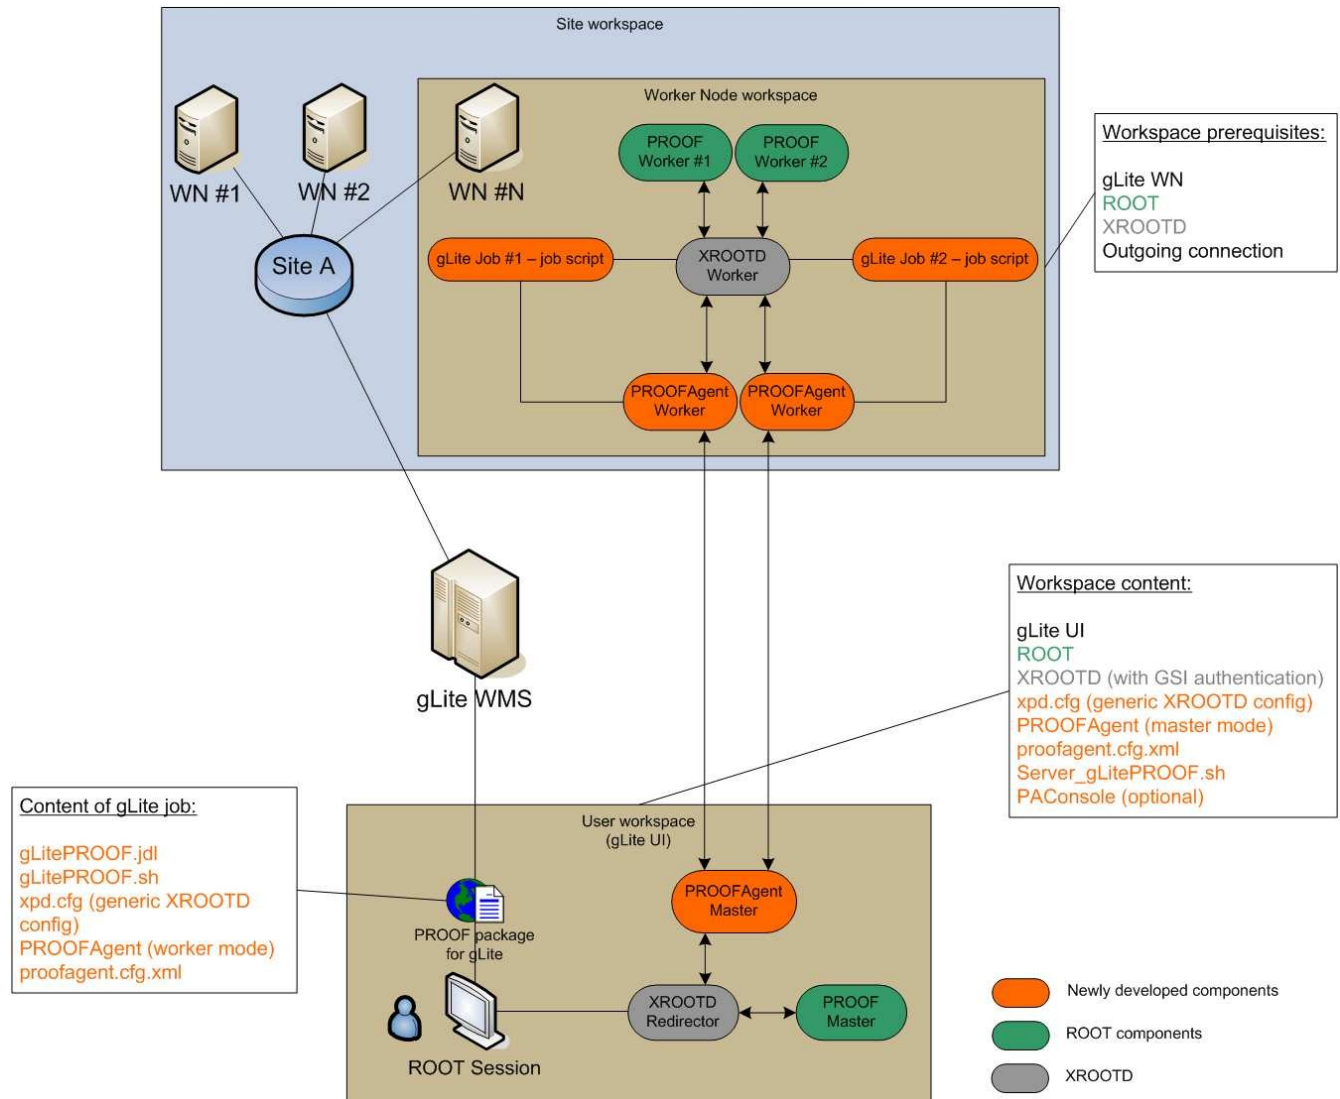 Site workspace
Worker Node workspace
WN #1
WN #2
WN #N
PROOF
Worker #1
PROOF
Worker #2
Site A
gLite Job #1 – job script
XROOTD
Worker
gLite Job #2 – job script
PROOFAgent
Worker
PROOFAgent
Worker
Workspace prerequisites:
gLite WN
ROOT
XROOTD
Outgoing connection
gLite WMS
Workspace content:
gLite UI
ROOT
XROOTD (with GSI authentication)
xpd.cfg (generic XROOTD config)
PROOFAgent (master mode)
proofagent.cfg.xml
Server_gLitePROOF.sh
PAConsole (optional)
Content of gLite job:
gLitePROOF.jdl
gLitePROOF.sh
xpd.cfg (generic XROOTD
config)
PROOFAgent (worker mode)
proofagent.cfg.xml
User workspace
(gLite UI)
PROOFAgent
Master
PROOF package
for gLite
XROOTD
Redirector
PROOF
Master
ROOT Session
Newly developed components
ROOT components
XROOTD